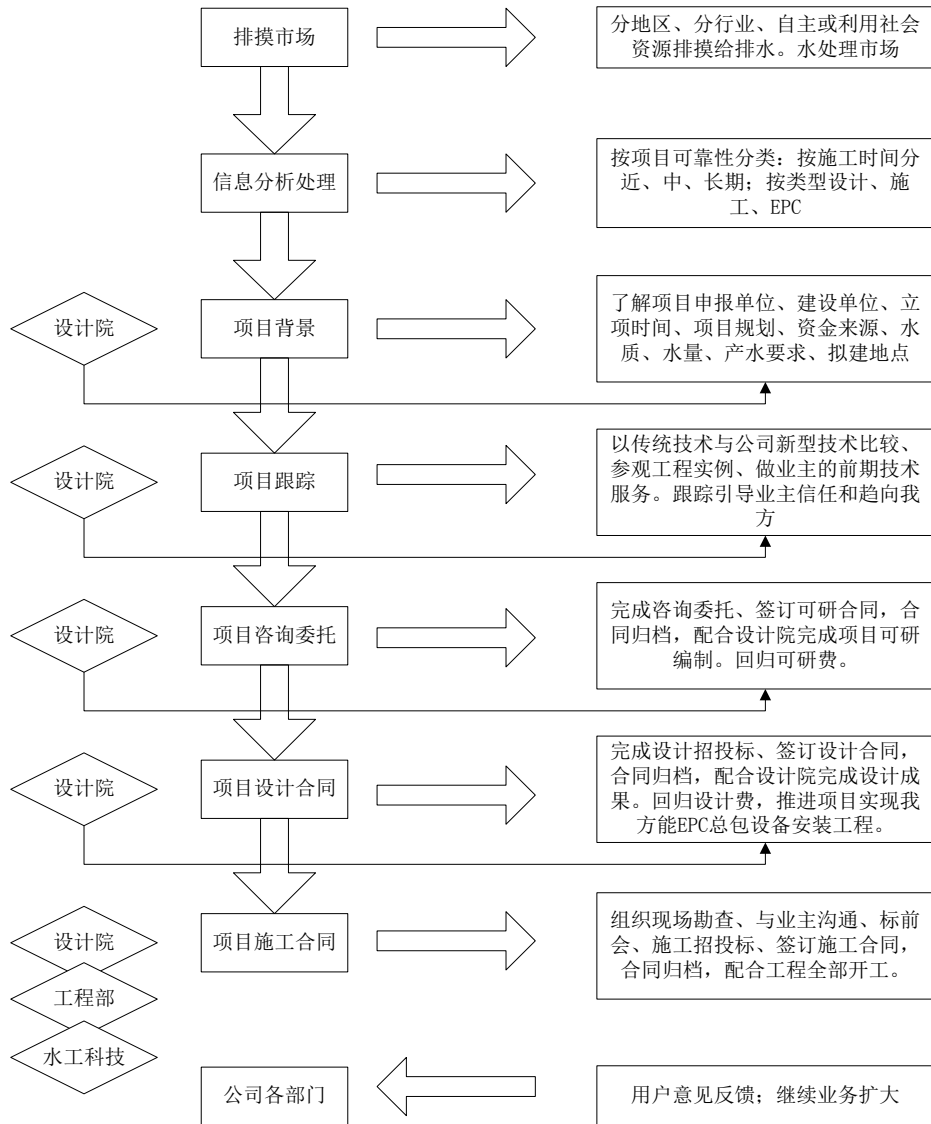 排摸市场
分地区、分行业、自主或利用社会
资源排摸给排水。水处理市场
信息分析处理
按项目可靠性分类：按施工时间分
近、中、长期；按类型设计、施
工、EPC
设计院
项目背景
了解项目申报单位、建设单位、立
项时间、项目规划、资金来源、水
质、水量、产水要求、拟建地点
设计院
项目跟踪
以传统技术与公司新型技术比较、
参观工程实例、做业主的前期技术
服务。跟踪引导业主信任和趋向我
方
设计院
项目咨询委托
完成咨询委托、签订可研合同，合
同归档，配合设计院完成项目可研
编制。回归可研费。
设计院
项目设计合同
完成设计招投标、签订设计合同，
合同归档，配合设计院完成设计成
果。回归设计费，推进项目实现我
方能EPC总包设备安装工程。
设计院
项目施工合同
组织现场勘查、与业主沟通、标前
会、施工招投标、签订施工合同，
合同归档，配合工程全部开工。
工程部
水工科技
公司各部门
用户意见反馈；继续业务扩大